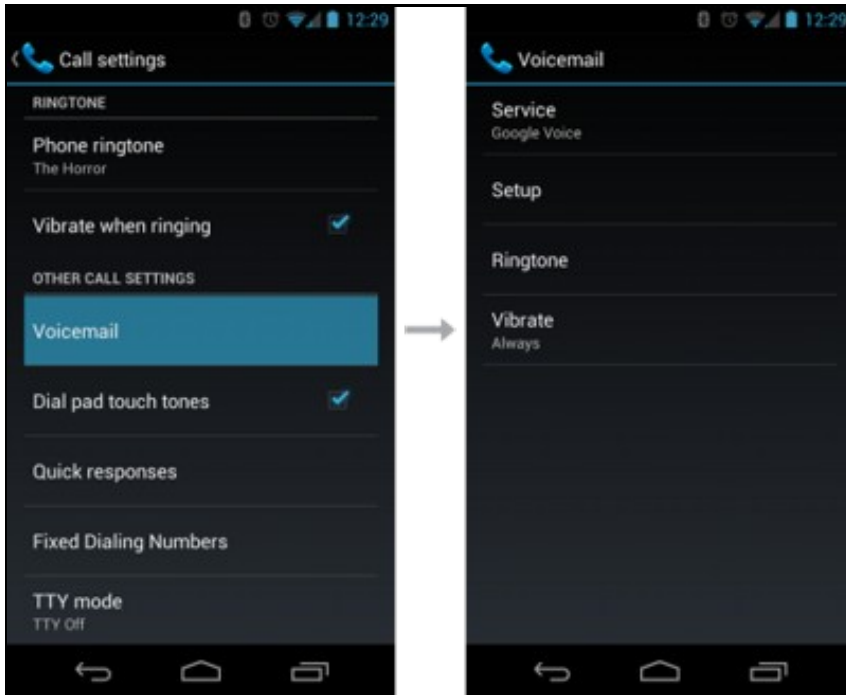 12:29
Call settings
RINGTONE
Phone ringtone
The Horror
Vibrate when ringing
OTHER CALL SETTINGS
Voicemail
Dial pad touch tones
Quick responses
Fixed Dialing Numbers
TTY mode
TTY Off
12:29
Voicemail
Service
Google Voice
Setup
Ringtone
Vibrate
Always